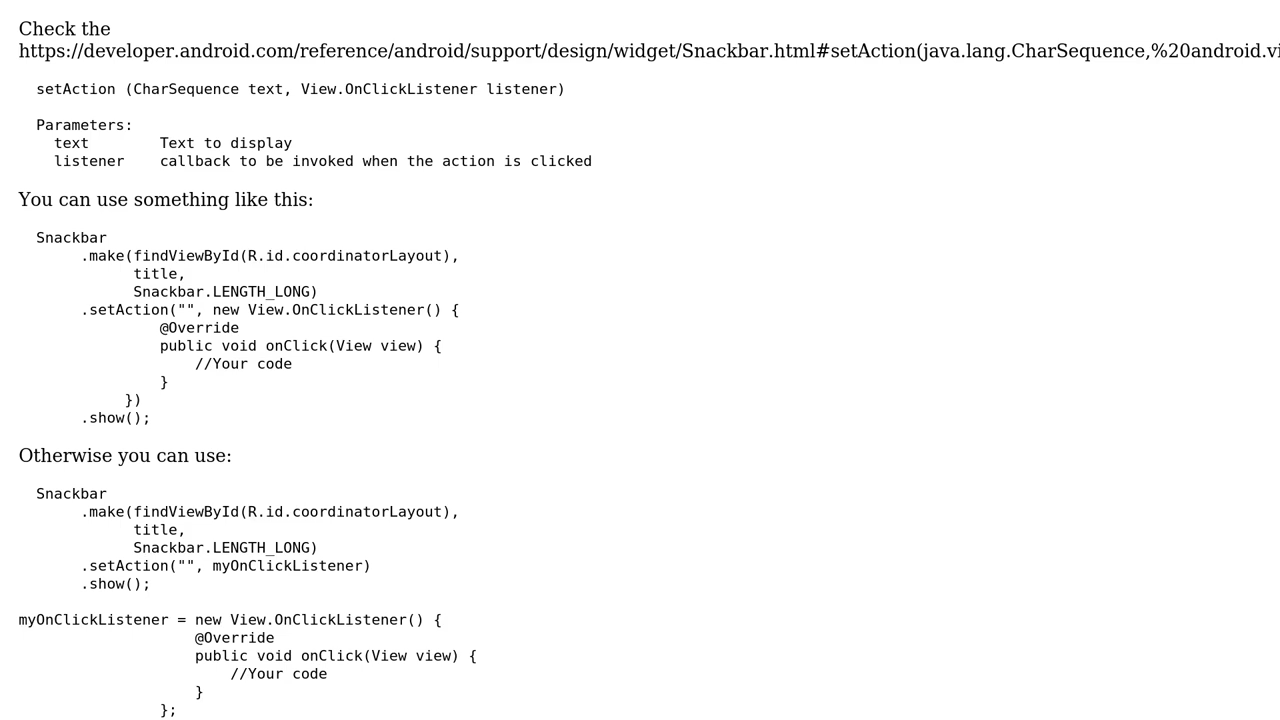 Check the
https://developer.android.com/reference/android/support/design/widget/Snackbar.html#setAction(java.lang.CharSequence,%20android.vi
setAction (CharSequence text, View.OnClickListener listener)
Parameters:
text Text to display
listener callback to be invoked when the action is clicked
You can use something like this:
Snackbar
.make(findViewById(R.id.coordinatorLayout),
title,
Snackbar.LENGTH_LONG)
.setAction("", new View.OnClickListener() {
@Override
public void onClick(View view) {
//Your code
}
})
.show();
Otherwise you can use:
Snackbar
.make(findViewById(R.id.coordinatorLayout),
title,
Snackbar.LENGTH_LONG)
.setAction("", myOnClickListener)
.show();
myOnClickListener = new View.OnClickListener() {
@Override
public void onClick(View view) {
//Your code
}
};